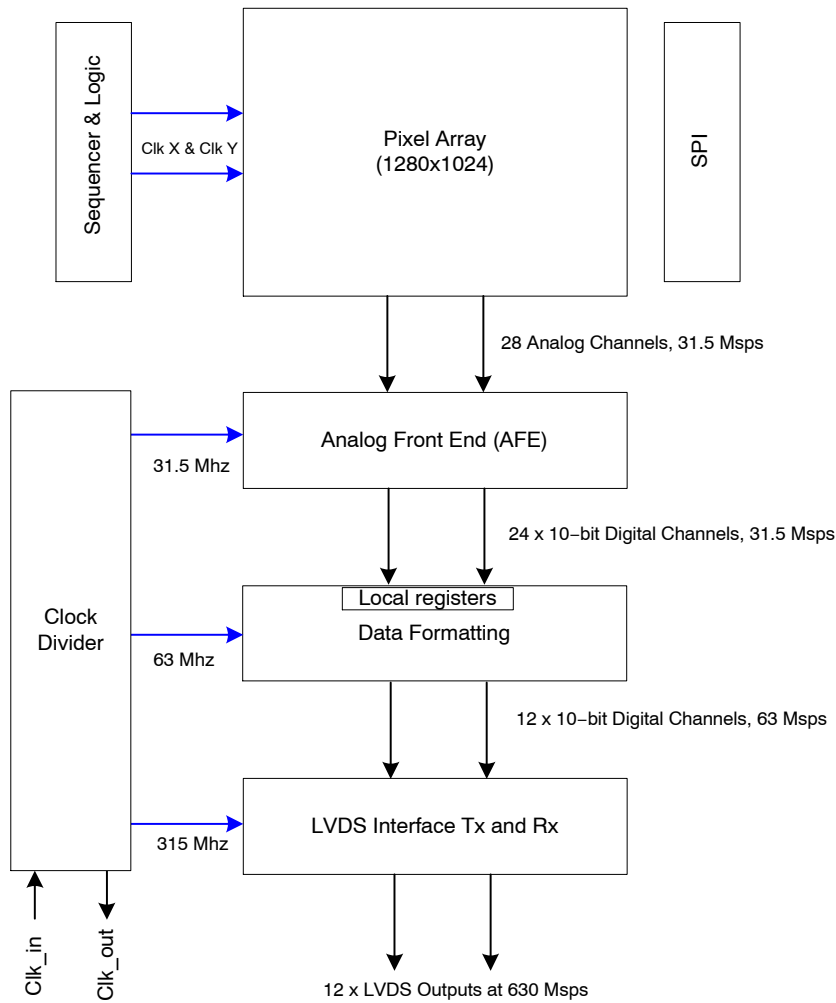 Sequencer & Logic
Clk X & Clk Y
Pixel Array
(1280x1024)
SPI
28 Analog Channels, 31.5 Msps
Analog Front End (AFE)
31.5 Mhz
24 x 10−bit Digital Channels, 31.5 Msps
Local registers
Data Formatting
Clock
Divider
63 Mhz
12 x 10−bit Digital Channels, 63 Msps
LVDS Interface Tx and Rx
315 Mhz
Clk_in
Clk_out
12 x LVDS Outputs at 630 Msps